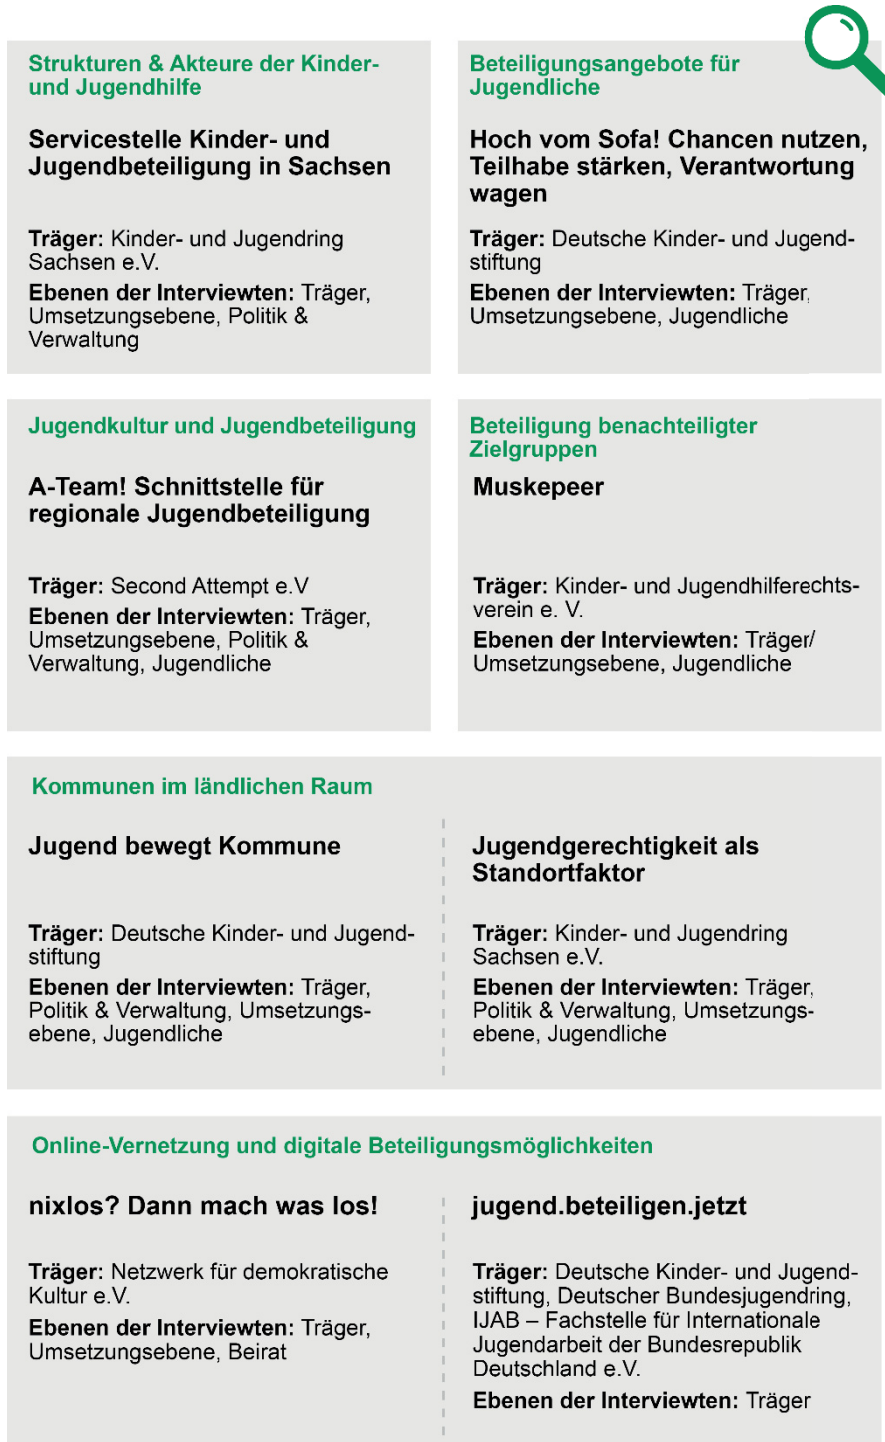 Strukturen & Akteure der Kinder-
und Jugendhilfe
Servicestelle Kinder- und
Jugendbeteiligung in Sachsen
Träger: Kinder- und Jugendring
Sachsen e.V.
Ebenen der Interviewten: Träger,
Umsetzungsebene, Politik &
Verwaltung
Beteiligungsangebote für
Jugendliche
Hoch vom Sofa! Chancen nutzen,
Teilhabe stärken, Verantwortung
wagen
Träger: Deutsche Kinder- und Jugend-
stiftung
Ebenen der Interviewten: Träger,
Umsetzungsebene, Jugendliche
Jugendkultur und Jugendbeteiligung
A-Team! Schnittstelle für
regionale Jugendbeteiligung
Träger: Second Attempt e.V
Ebenen der Interviewten: Träger,
Umsetzungsebene, Politik &
Verwaltung, Jugendliche
Beteiligung benachteiligter
Zielgruppen
Muskepeer
Träger: Kinder- und Jugendhilferechts-
verein e. V.
Ebenen der Interviewten: Träger/
Umsetzungsebene, Jugendliche
Kommunen im ländlichen Raum
Jugend bewegt Kommune
Träger: Deutsche Kinder- und Jugend-
stiftung
Ebenen der Interviewten: Träger,
Politik & Verwaltung, Umsetzungs-
ebene, Jugendliche
Jugendgerechtigkeit als
Standortfaktor
Träger: Kinder- und Jugendring
Sachsen e.V.
Ebenen der Interviewten: Träger,
Politik & Verwaltung, Umsetzungs-
ebene, Jugendliche
Online-Vernetzung und digitale Beteiligungsmöglichkeiten
nixlos? Dann mach was los!
Träger: Netzwerk für demokratische
Kultur e.V.
Ebenen der Interviewten: Träger,
Umsetzungsebene, Beirat
jugend.beteiligen.jetzt
Träger: Deutsche Kinder- und Jugend-
stiftung, Deutscher Bundesjugendring,
IJAB – Fachstelle für Internationale
Jugendarbeit der Bundesrepublik
Deutschland e.V.
Ebenen der Interviewten: Träger